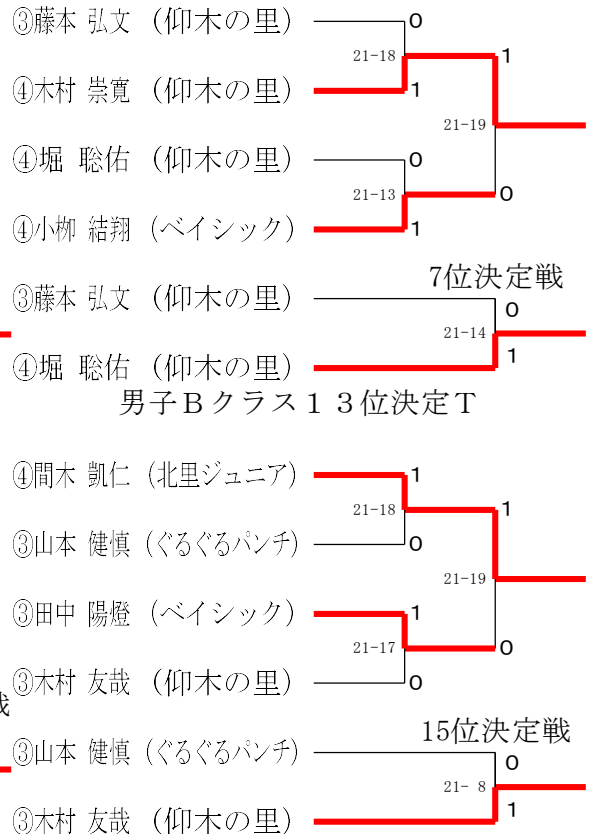 ③藤本 弘文 (仰木の里) 0
21-18 1
④木村 崇寛 (仰木の里) 1
21-19
④堀 聡佑 (仰木の里) 0
21-13 0
④小柳 結翔 (ベイシック) 1
7位決定戦
③藤本 弘文 (仰木の里) 0
21-14
④堀 聡佑 (仰木の里) 1
男子Bクラス13位決定T
④間木 凱仁 (北里ジュニア) 1
21-18 1
③山本 健慎 (ぐるぐるパンチ) 0
21-19
③田中 陽燈 (ベイシック) 1
21-17 0
③木村 友哉 (仰木の里) 0
戦
15位決定戦
③山本 健慎 (ぐるぐるパンチ) 0
21- 8
③木村 友哉 (仰木の里) 1